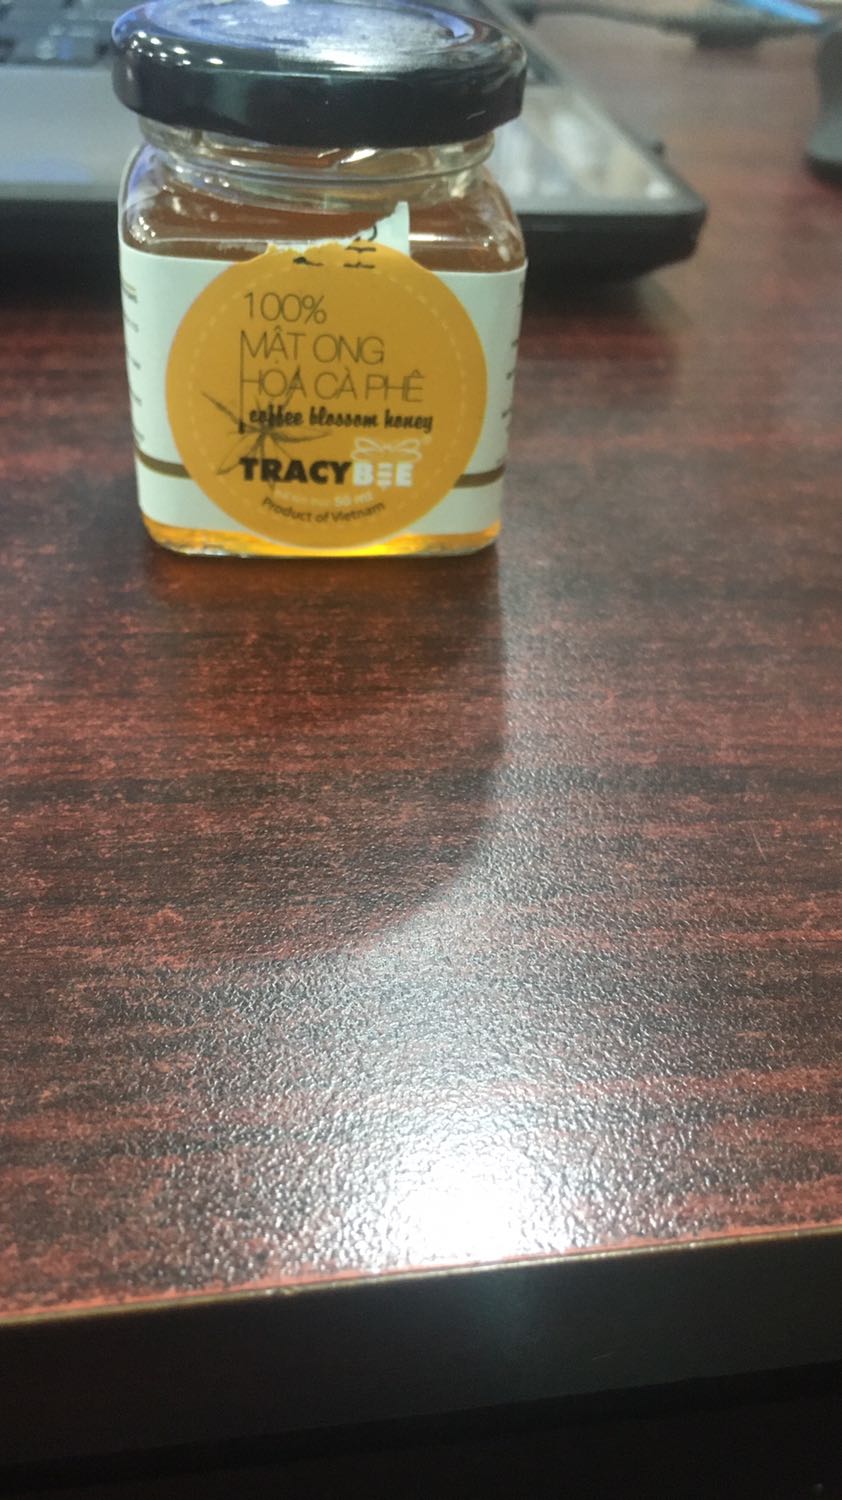 100%
MẬT ONG
HOA CÀ PHÊ
coffee blossom honey
TRACYBEE
50 ml
Product of Vietnam